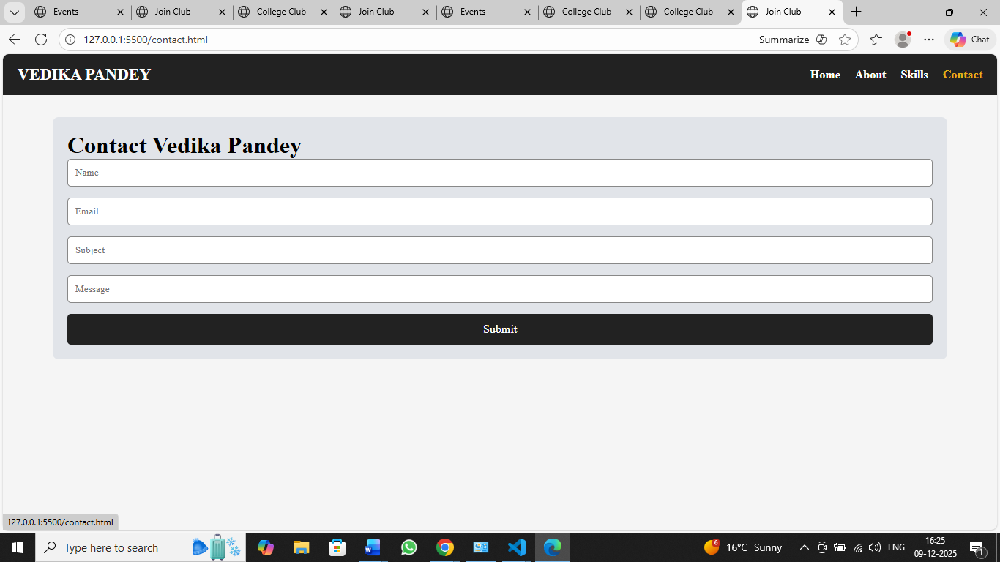 Events
Join Club
College Club -
Join Club
Events
College Club -
College Club -
Join Club
127.0.0.1:5500/contact.html
Summarize
Chat
VEDIKA PANDEY
Home About Skills Contact
Contact Vedika Pandey
Name
Email
Subject
Message
Submit
127.0.0.1:5500/contact.html
Type here to search
6
16°C Sunny
ENG
16:25
09-12-2025
1